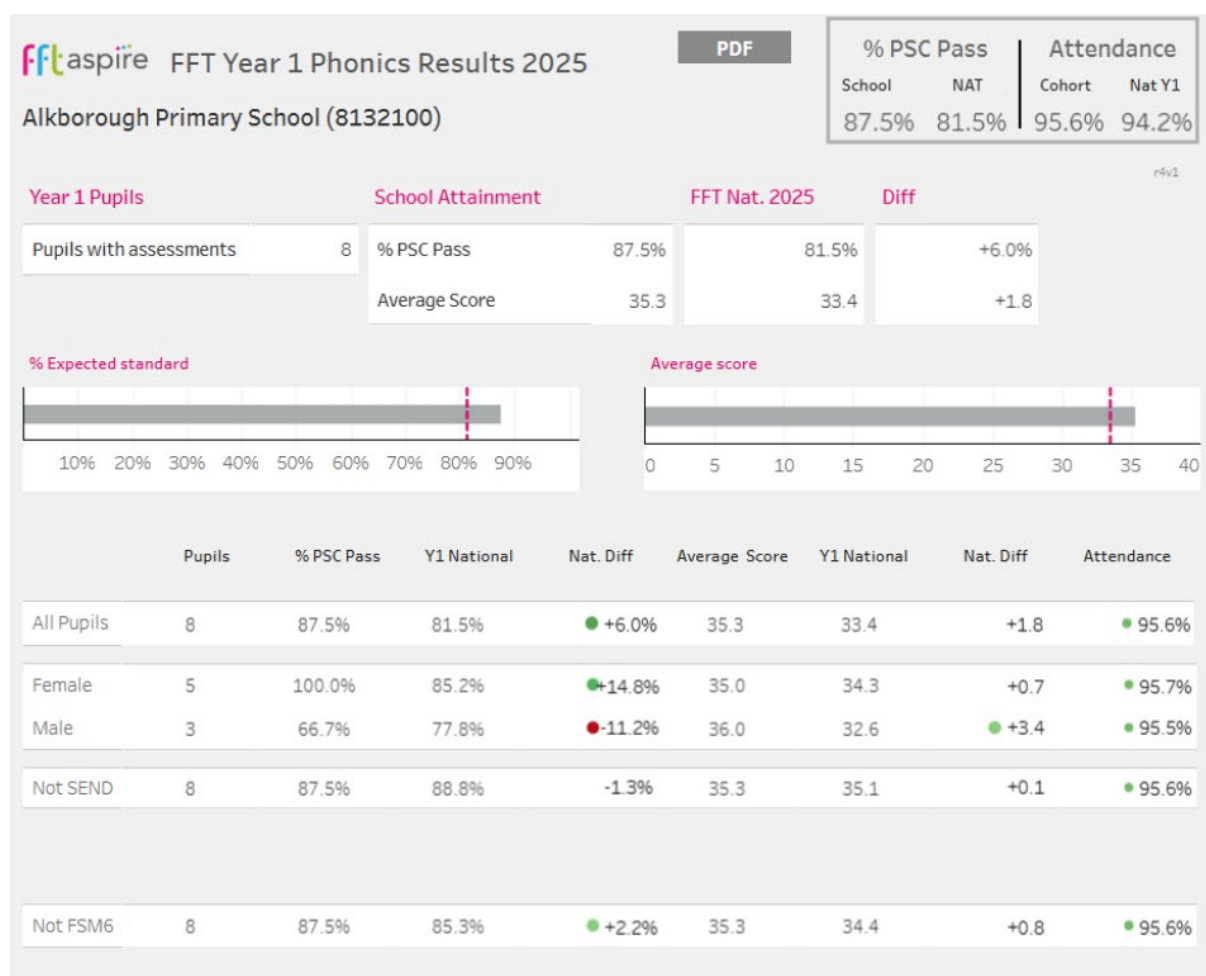 fft aspire FFT Year 1 Phonics Results 2025
PDF
Alkborough Primary School (8132100)
% PSC Pass Attendance
School NAT Cohort Nat Y1
87.5% 81.5% 95.6% 94.2%
r4v1
Year 1 Pupils School Attainment FFT Nat. 2025 Diff
Pupils with assessments 8 % PSC Pass 87.5% 81.5% +6.0%
Average Score 35.3 33.4 +1.8
% Expected standard Average score
10% 20% 30% 40% 50% 60% 70% 80% 90%
0 5 10 15 20 25 30 35 40
Pupils % PSC Pass Y1 National Nat. Diff Average Score Y1 National Nat. Diff Attendance
All Pupils 8 87.5% 81.5% +6.0% 35.3 33.4 +1.8 95.6%
Female 5 100.0% 85.2% +14.8% 35.0 34.3 +0.7 95.7%
Male 3 66.7% 77.8% -11.2% 36.0 32.6 +3.4 95.5%
Not SEND 8 87.5% 88.8% -1.3% 35.3 35.1 +0.1 95.6%
Not FSM6 8 87.5% 85.3% +2.2% 35.3 34.4 +0.8 95.6%